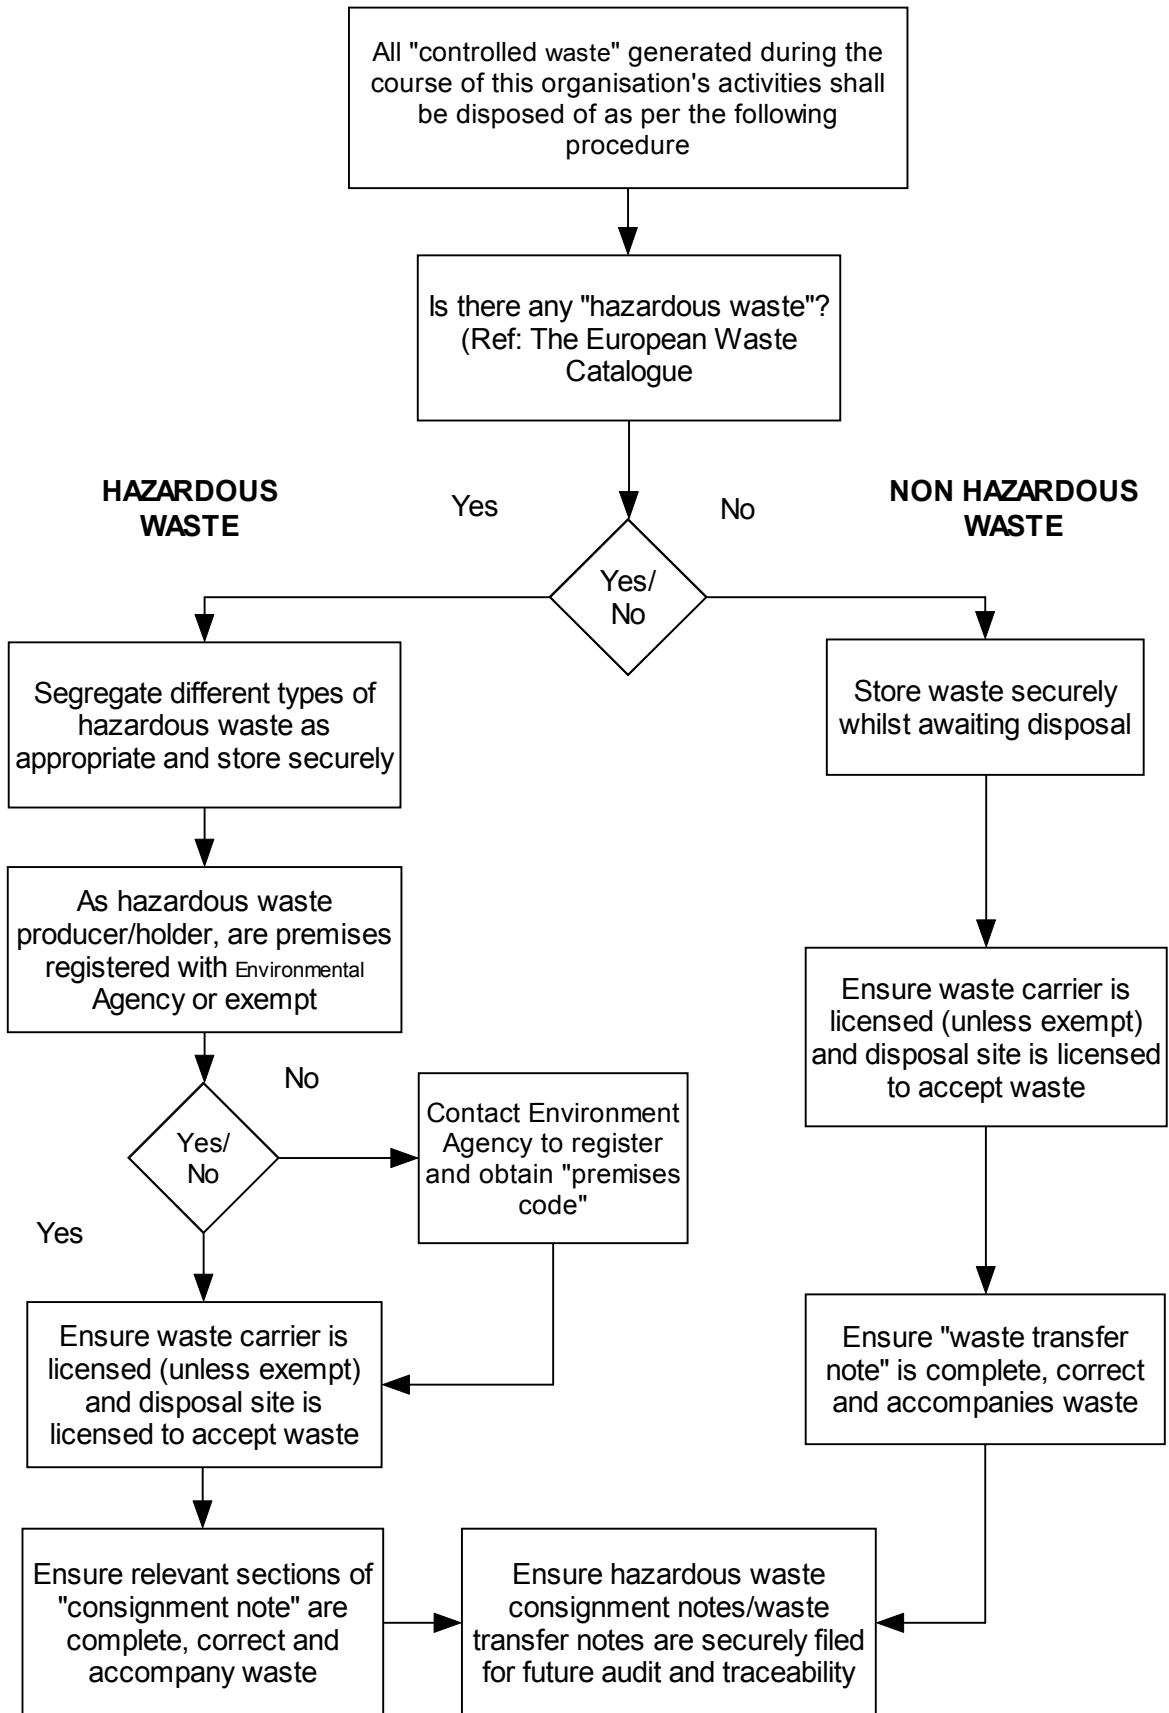 All "controlled waste" generated during the
course of this organisation's activities shall
be disposed of as per the following
procedure
Is there any "hazardous waste"?
(Ref: The European Waste
Catalogue
HAZARDOUS
WASTE
Yes
No
NON HAZARDOUS
WASTE
Yes/
No
Segregate different types of
hazardous waste as
appropriate and store securely
Store waste securely
whilst awaiting disposal
As hazardous waste
producer/holder, are premises
registered with Environmental
Agency or exempt
Ensure waste carrier is
licensed (unless exempt)
and disposal site is licensed
to accept waste
No
Yes/
No
Contact Environment
Agency to register
and obtain "premises
code"
Yes
Ensure waste carrier is
licensed (unless exempt)
and disposal site is
licensed to accept waste
Ensure "waste transfer
note" is complete, correct
and accompanies waste
Ensure relevant sections of
"consignment note" are
complete, correct and
accompany waste
Ensure hazardous waste
consignment notes/waste
transfer notes are securely filed
for future audit and traceability